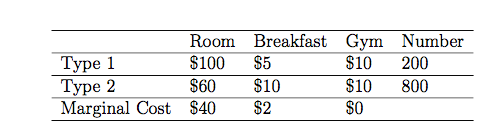 Room Breakfast Gym Number
Type 1 $100 $5 $10 200
Type 2 $60 $10 $10 800
Marginal Cost $40 $2 $0